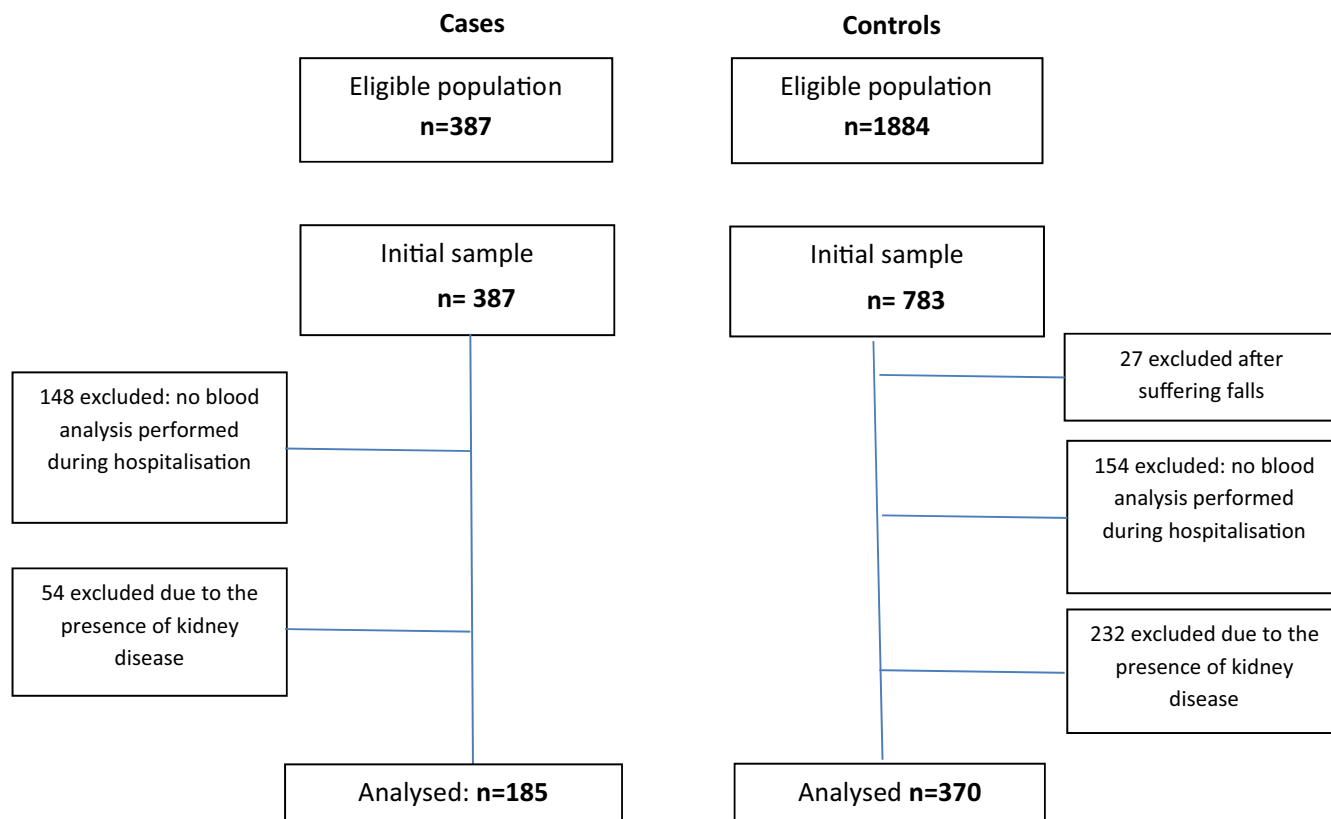 Cases
Controls
Eligible population
n=387
Eligible population
n=1884
Initial sample
n= 387
Initial sample
n= 783
27 excluded after
suffering falls
148 excluded: no blood
analysis performed
during hospitalisation
154 excluded: no blood
analysis performed
during hospitalisation
54 excluded due to the
presence of kidney
disease
232 excluded due to the
presence of kidney
disease
Analysed: n=185
Analysed n=370